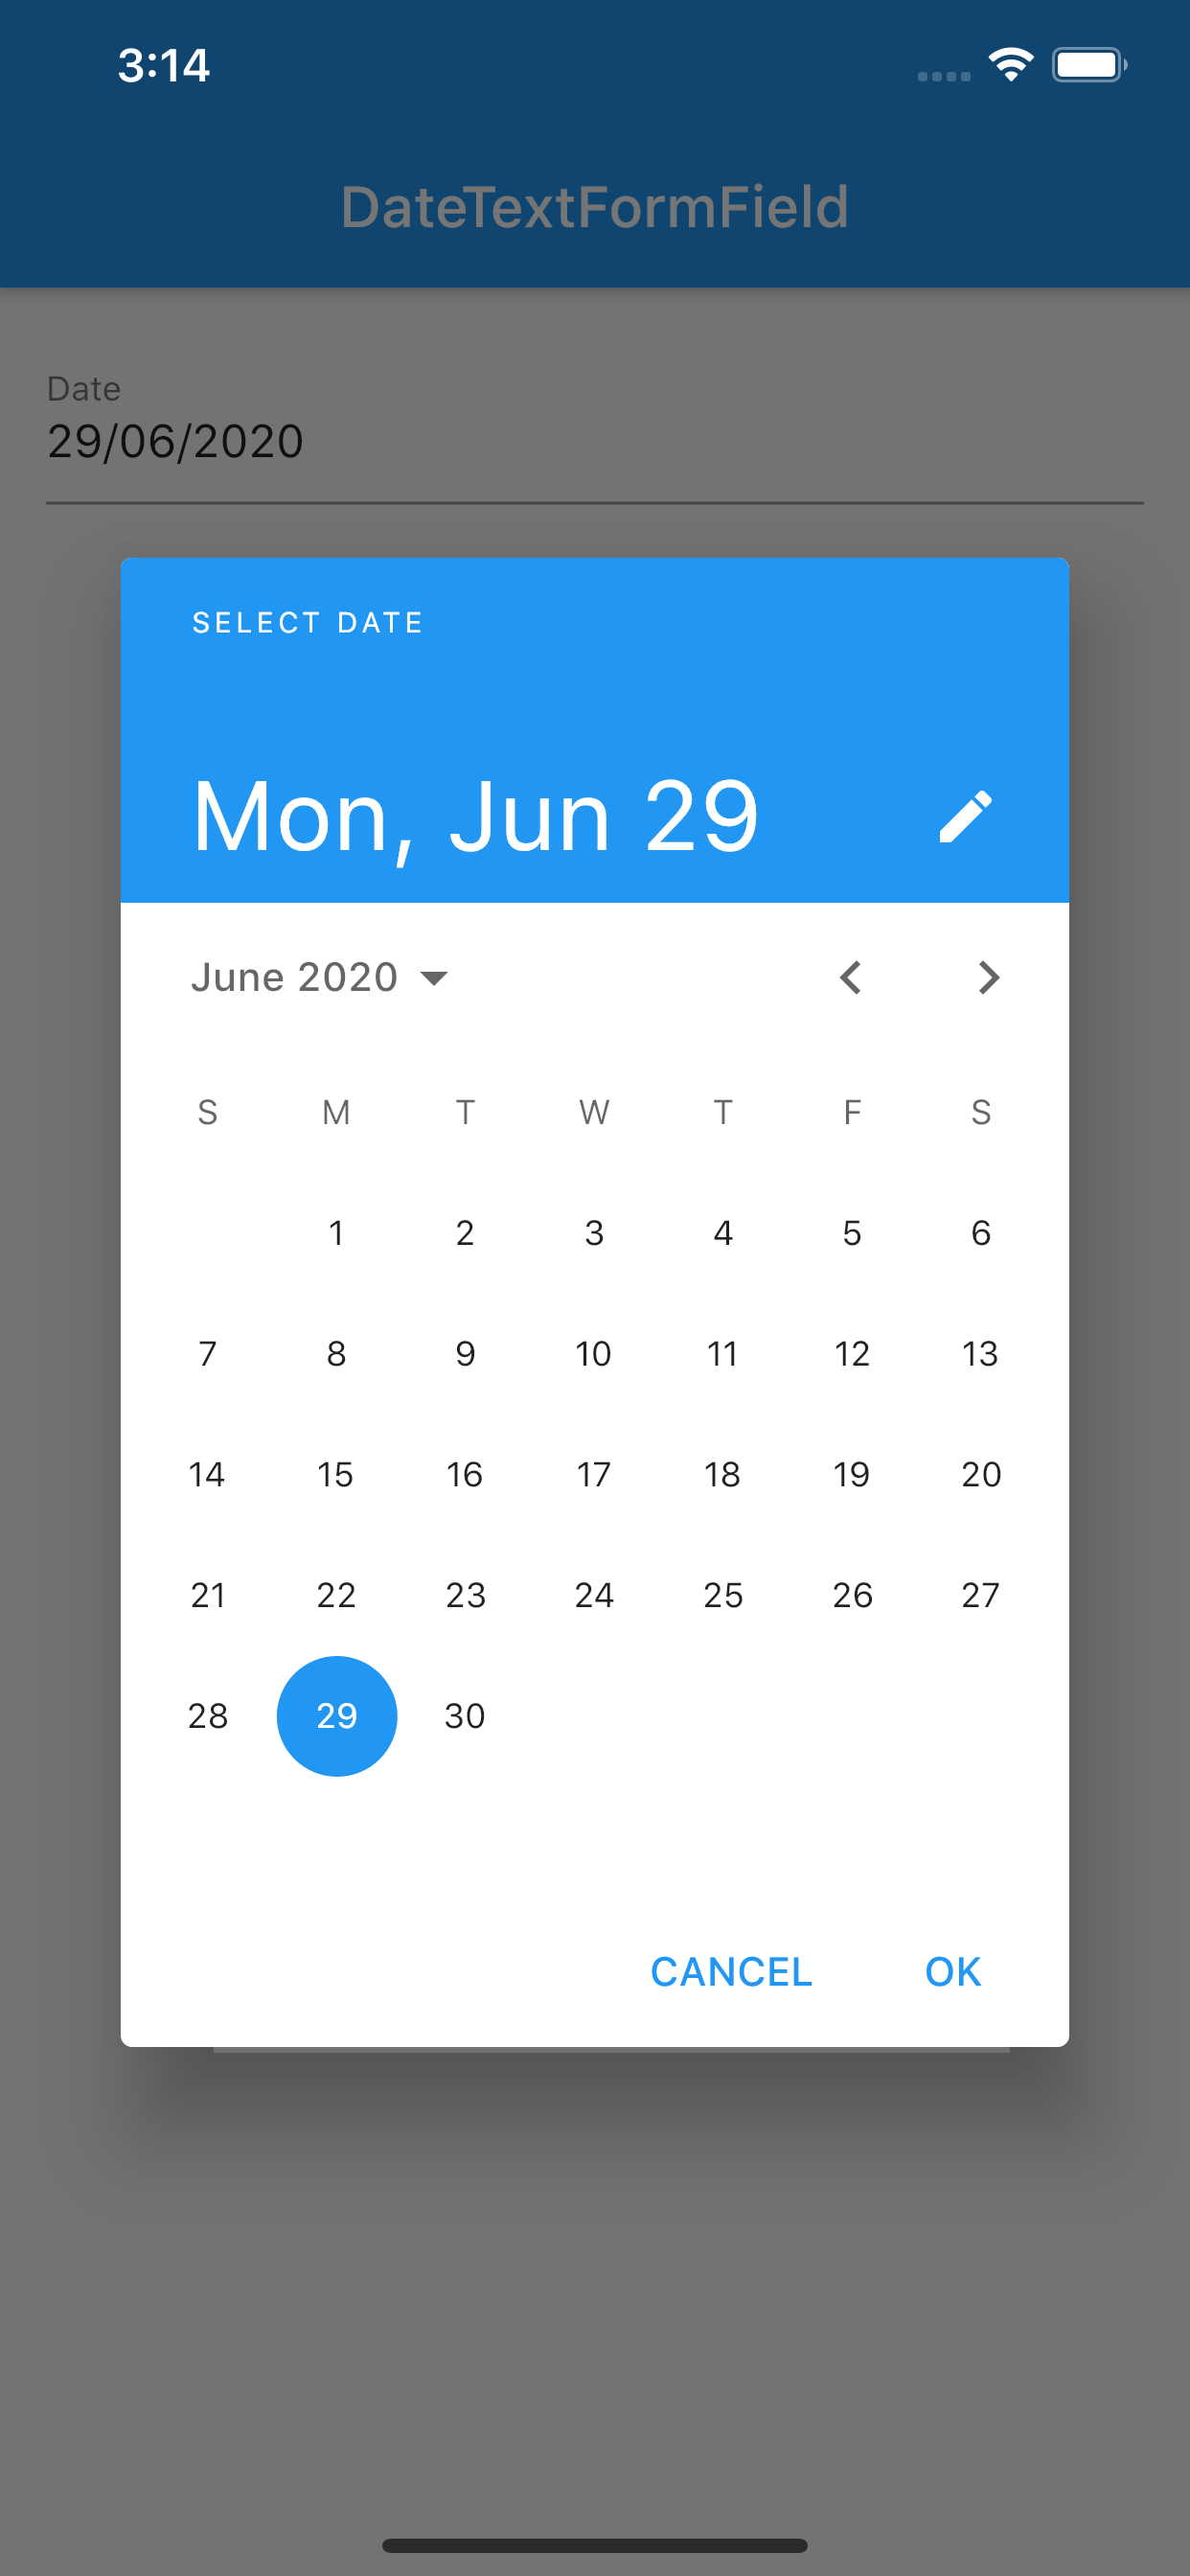 3:14
DateTextFormField
Date
29/06/2020
SELECT DATE
Mon, Jun 29
June 2020
S M T W T F S
1 2 3 4 5 6
7 8 9 10 11 12 13
14 15 16 17 18 19 20
21 22 23 24 25 26 27
28 29 30
CANCEL OK